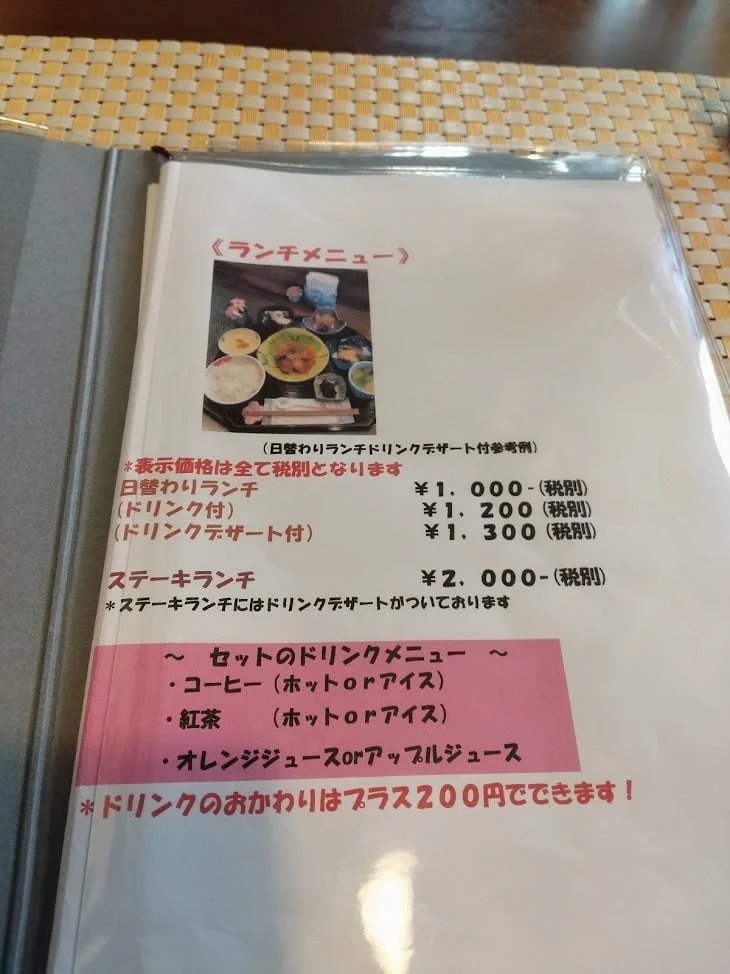 《ランチメニュー》
(日替わりランチドリンクデザート付参考例)
*表示価格は全て税別となります
日替わりランチ ¥1,000-(税別)
(ドリンク付) ¥1,200(税別)
(ドリンクデザート付) ¥1,300(税別)
ステーキランチ ¥2,000-(税別)
*ステーキランチにはドリンクデザートがついております
～ セットのドリンクメニュー ～
・コーヒー(ホットorアイス)
・紅茶 (ホットorアイス)
・オレンジジュースorアップルジュース
*ドリンクのおかわりはプラス200円でできます!